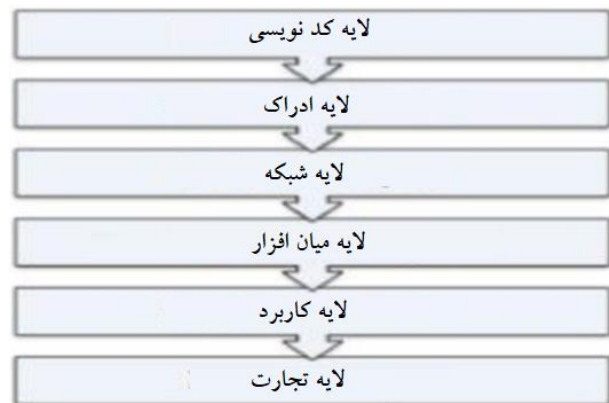 لایه کد نویسی
لایه ادراک
لایه شبکه
لایه میان افزار
لایه کاربرد
لایه تجارت